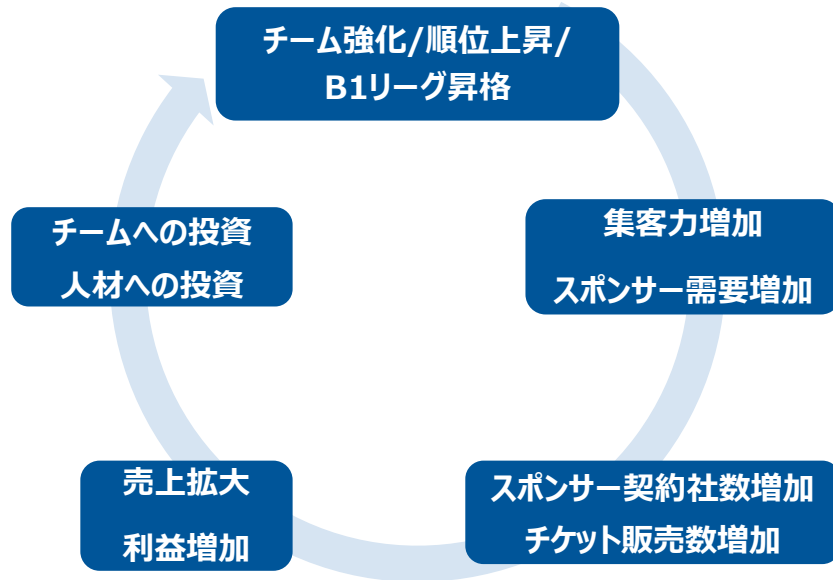 チーム強化/順位上昇/
B1リーグ昇格
集客力増加
スポンサー需要増加
スポンサー契約社数増加
チケット販売数増加
売上拡大
利益増加
チームへの投資
人材への投資